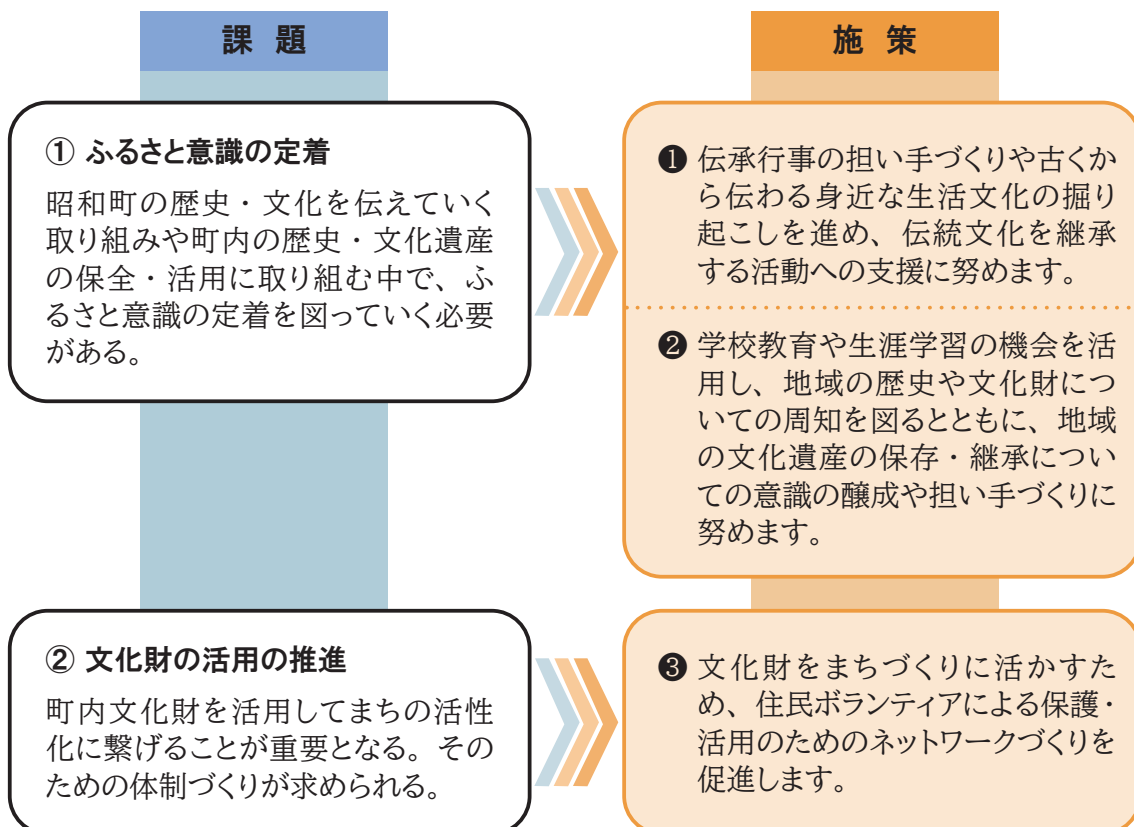 課題
施策
① ふるさと意識の定着
昭和町の歴史・文化を伝えていく
取り組みや町内の歴史・文化遺産
の保全・活用に取り組む中で、ふ
るさと意識の定着を図っていく必要
がある。
❶ 伝承行事の担い手づくりや古くか
ら伝わる身近な生活文化の掘り
起こしを進め、伝統文化を継承
する活動への支援に努めます。
❷ 学校教育や生涯学習の機会を活
用し、地域の歴史や文化財につ
いての周知を図るとともに、地域
の文化遺産の保存・継承につい
ての意識の醸成や担い手づくりに
努めます。
② 文化財の活用の推進
町内文化財を活用してまちの活性
化に繋げることが重要となる。その
ための体制づくりが求められる。
❸ 文化財をまちづくりに活かすた
め、住民ボランティアによる保護・
活用のためのネットワークづくりを
促進します。